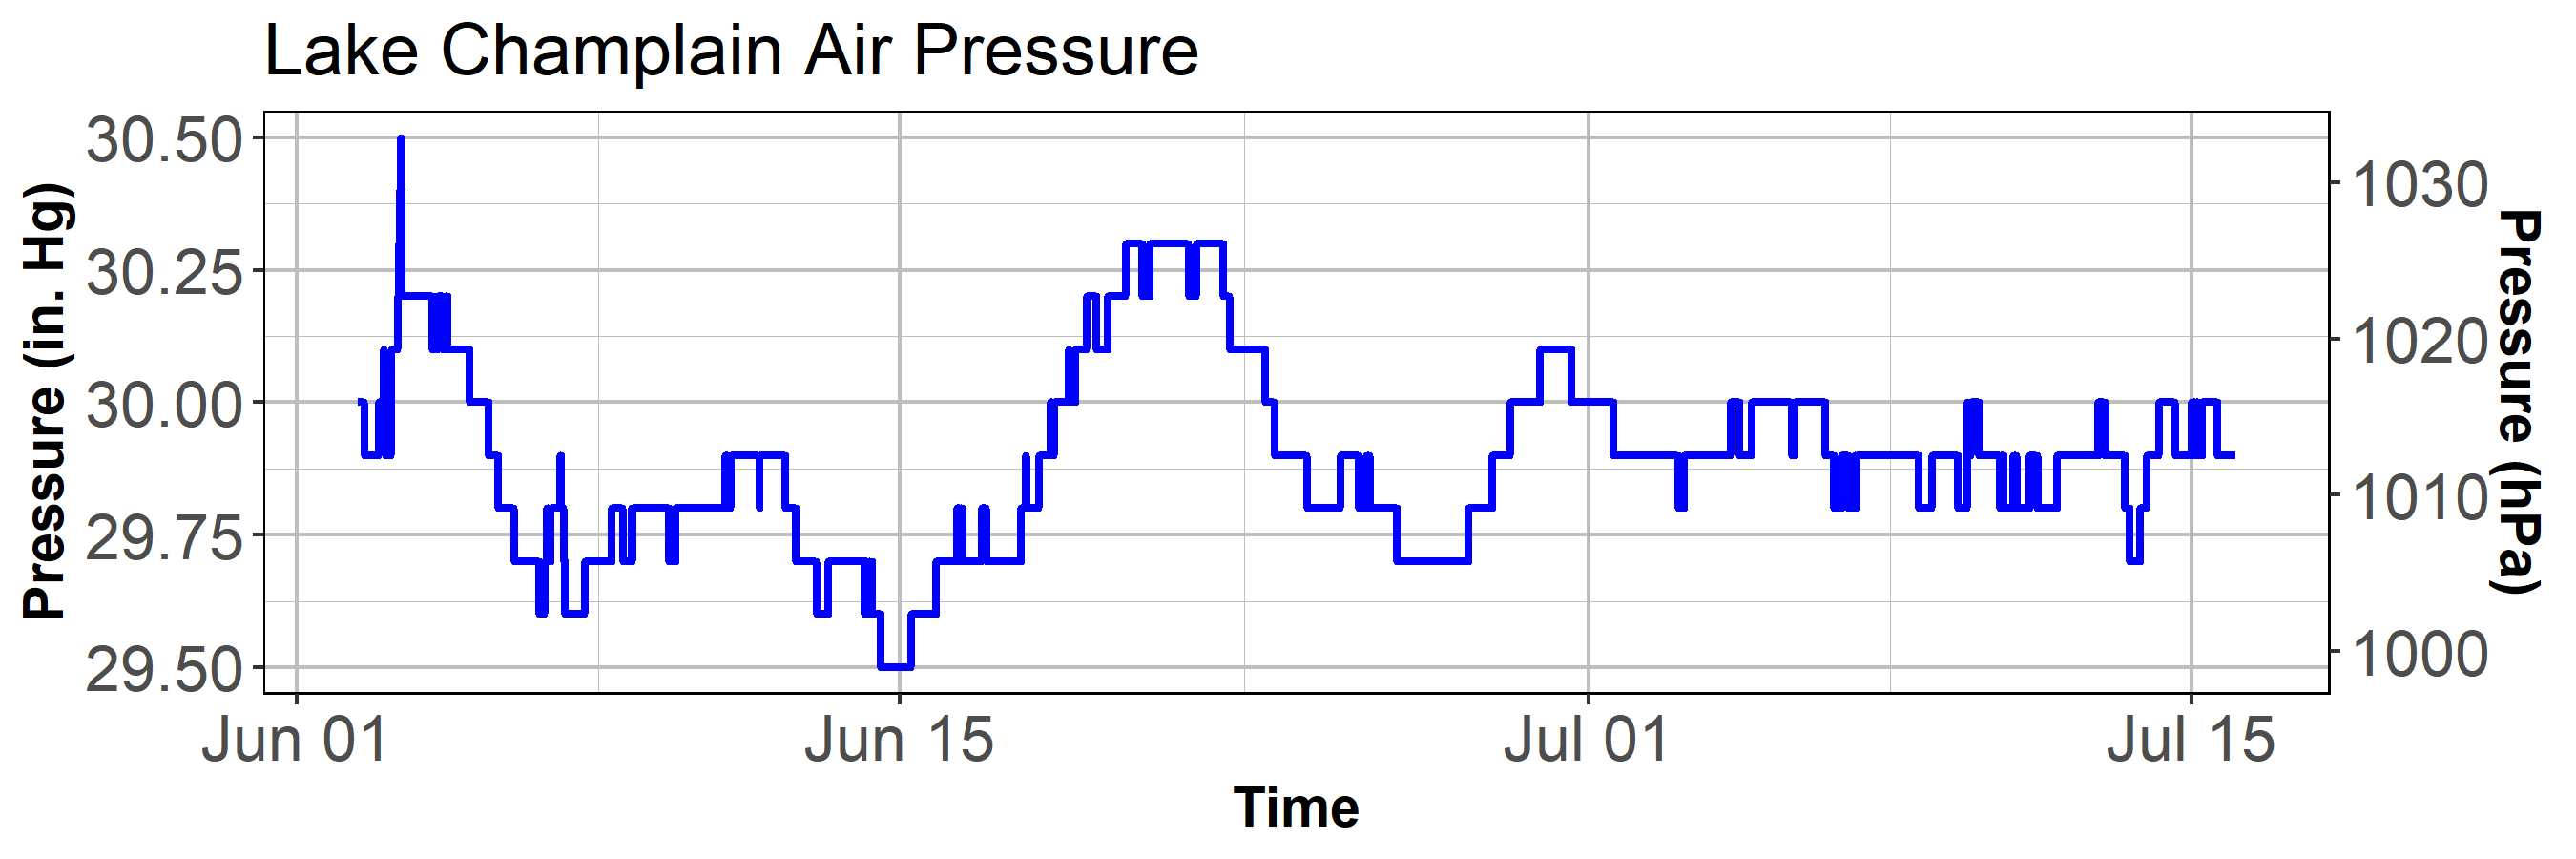 Lake Champlain Air Pressure
Pressure (in. Hg)
30.50
30.25
30.00
29.75
29.50
1030
1020
1010
1000
Pressure (hPa)
Jun 01 Jun 15 Jul 01 Jul 15
Time